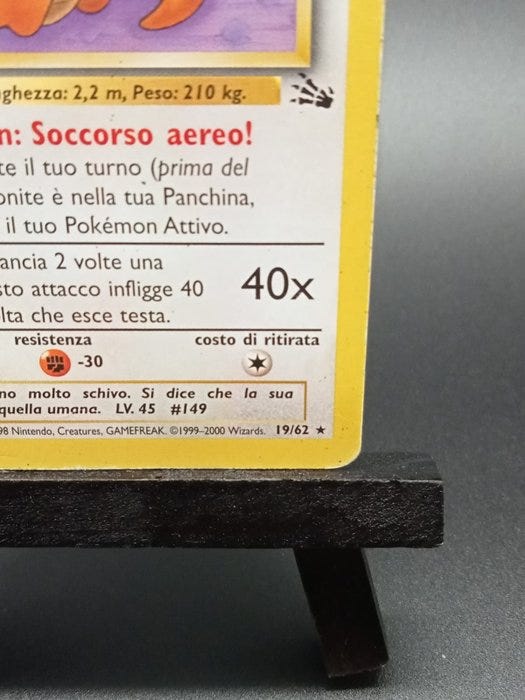 ghezza: 2,2 m, Peso: 210 kg.
n: Soccorso aereo!
te il tuo turno (prima del
onite è nella tua Panchina,
il tuo Pokémon Attivo.
ancia 2 volte una
sto attacco infligge 40
lta che esce testa.
40x
resistenza
-30
costo di ritirata
no molto schivo. Si dice che la sua
quella umana. LV. 45 #149
98 Nintendo, Creatures, GAMEFREAK. ©1999-2000 Wizards. 19/62 ★